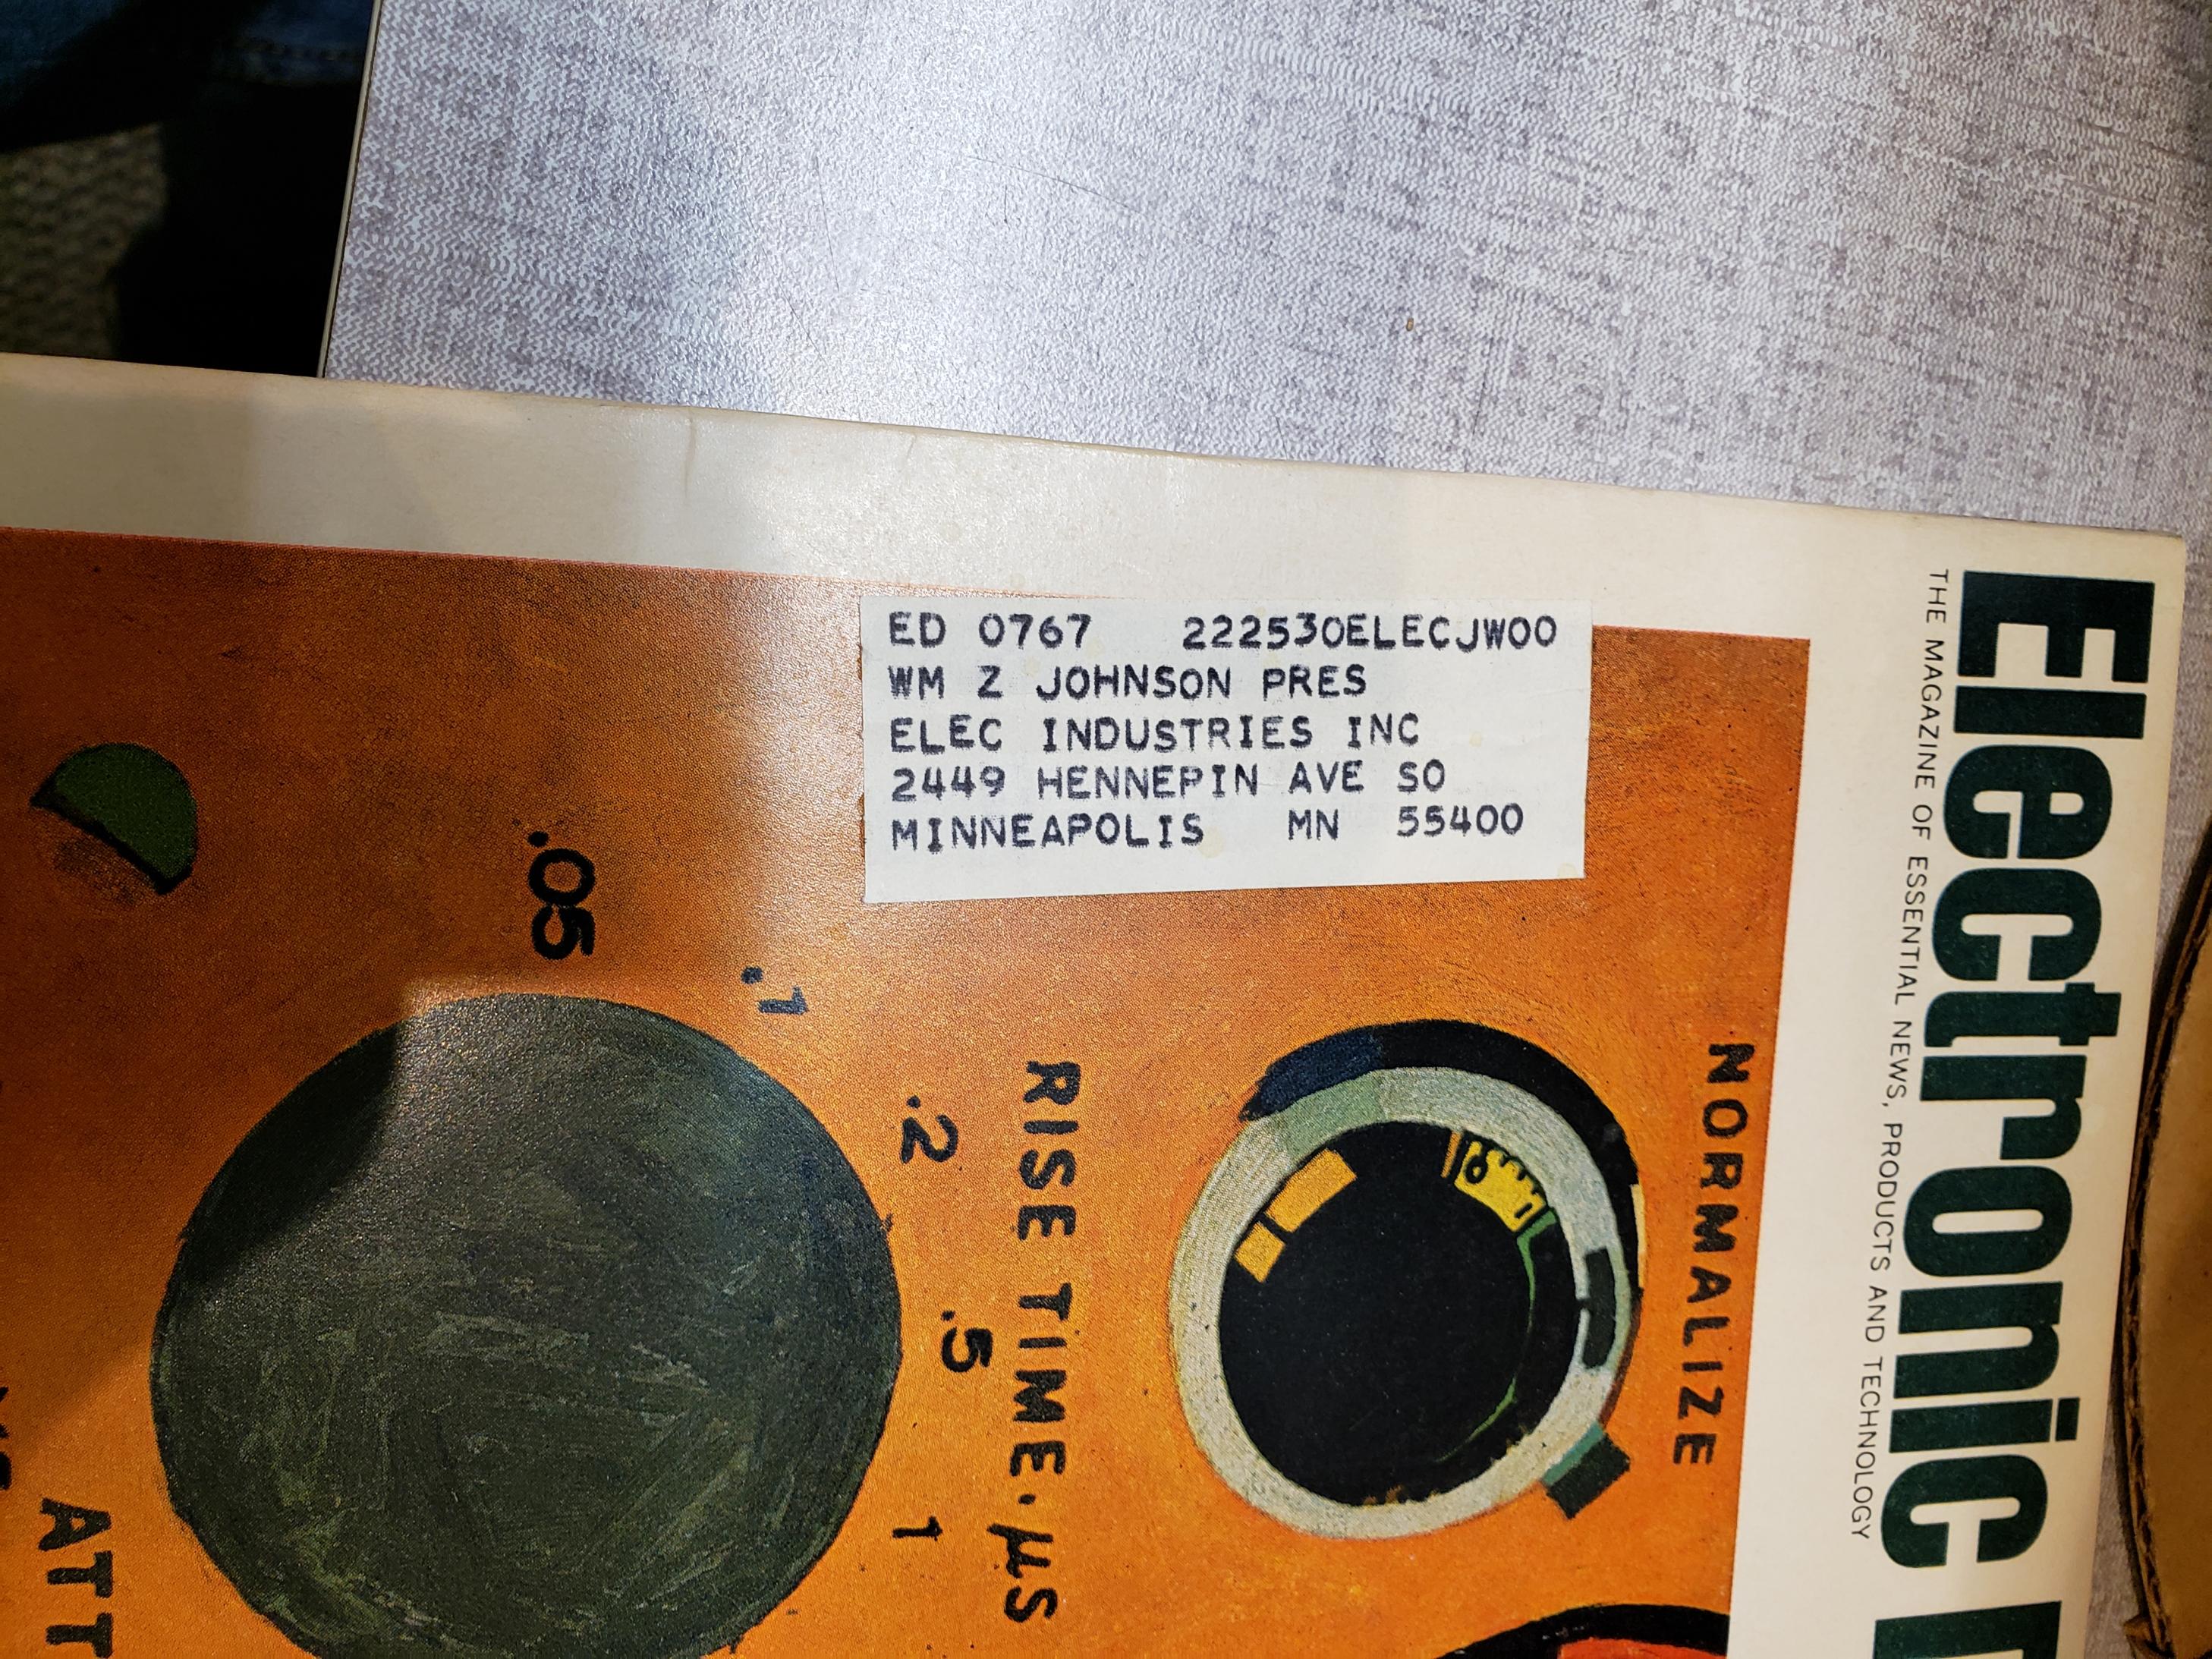 ED 0767 222530ELECJW00
WM Z JOHNSON PRES
ELEC INDUSTRIES INC
2449 HENNEPIN AVE SO
MINNEAPOLIS MN 55400
Electronic
THE MAGAZINE OF ESSENTIAL NEWS, PRODUCTS AND TECHNOLOGY
NORMALIZE
RISE TIME·μS
.05
.1
.2
.5
1
ATT